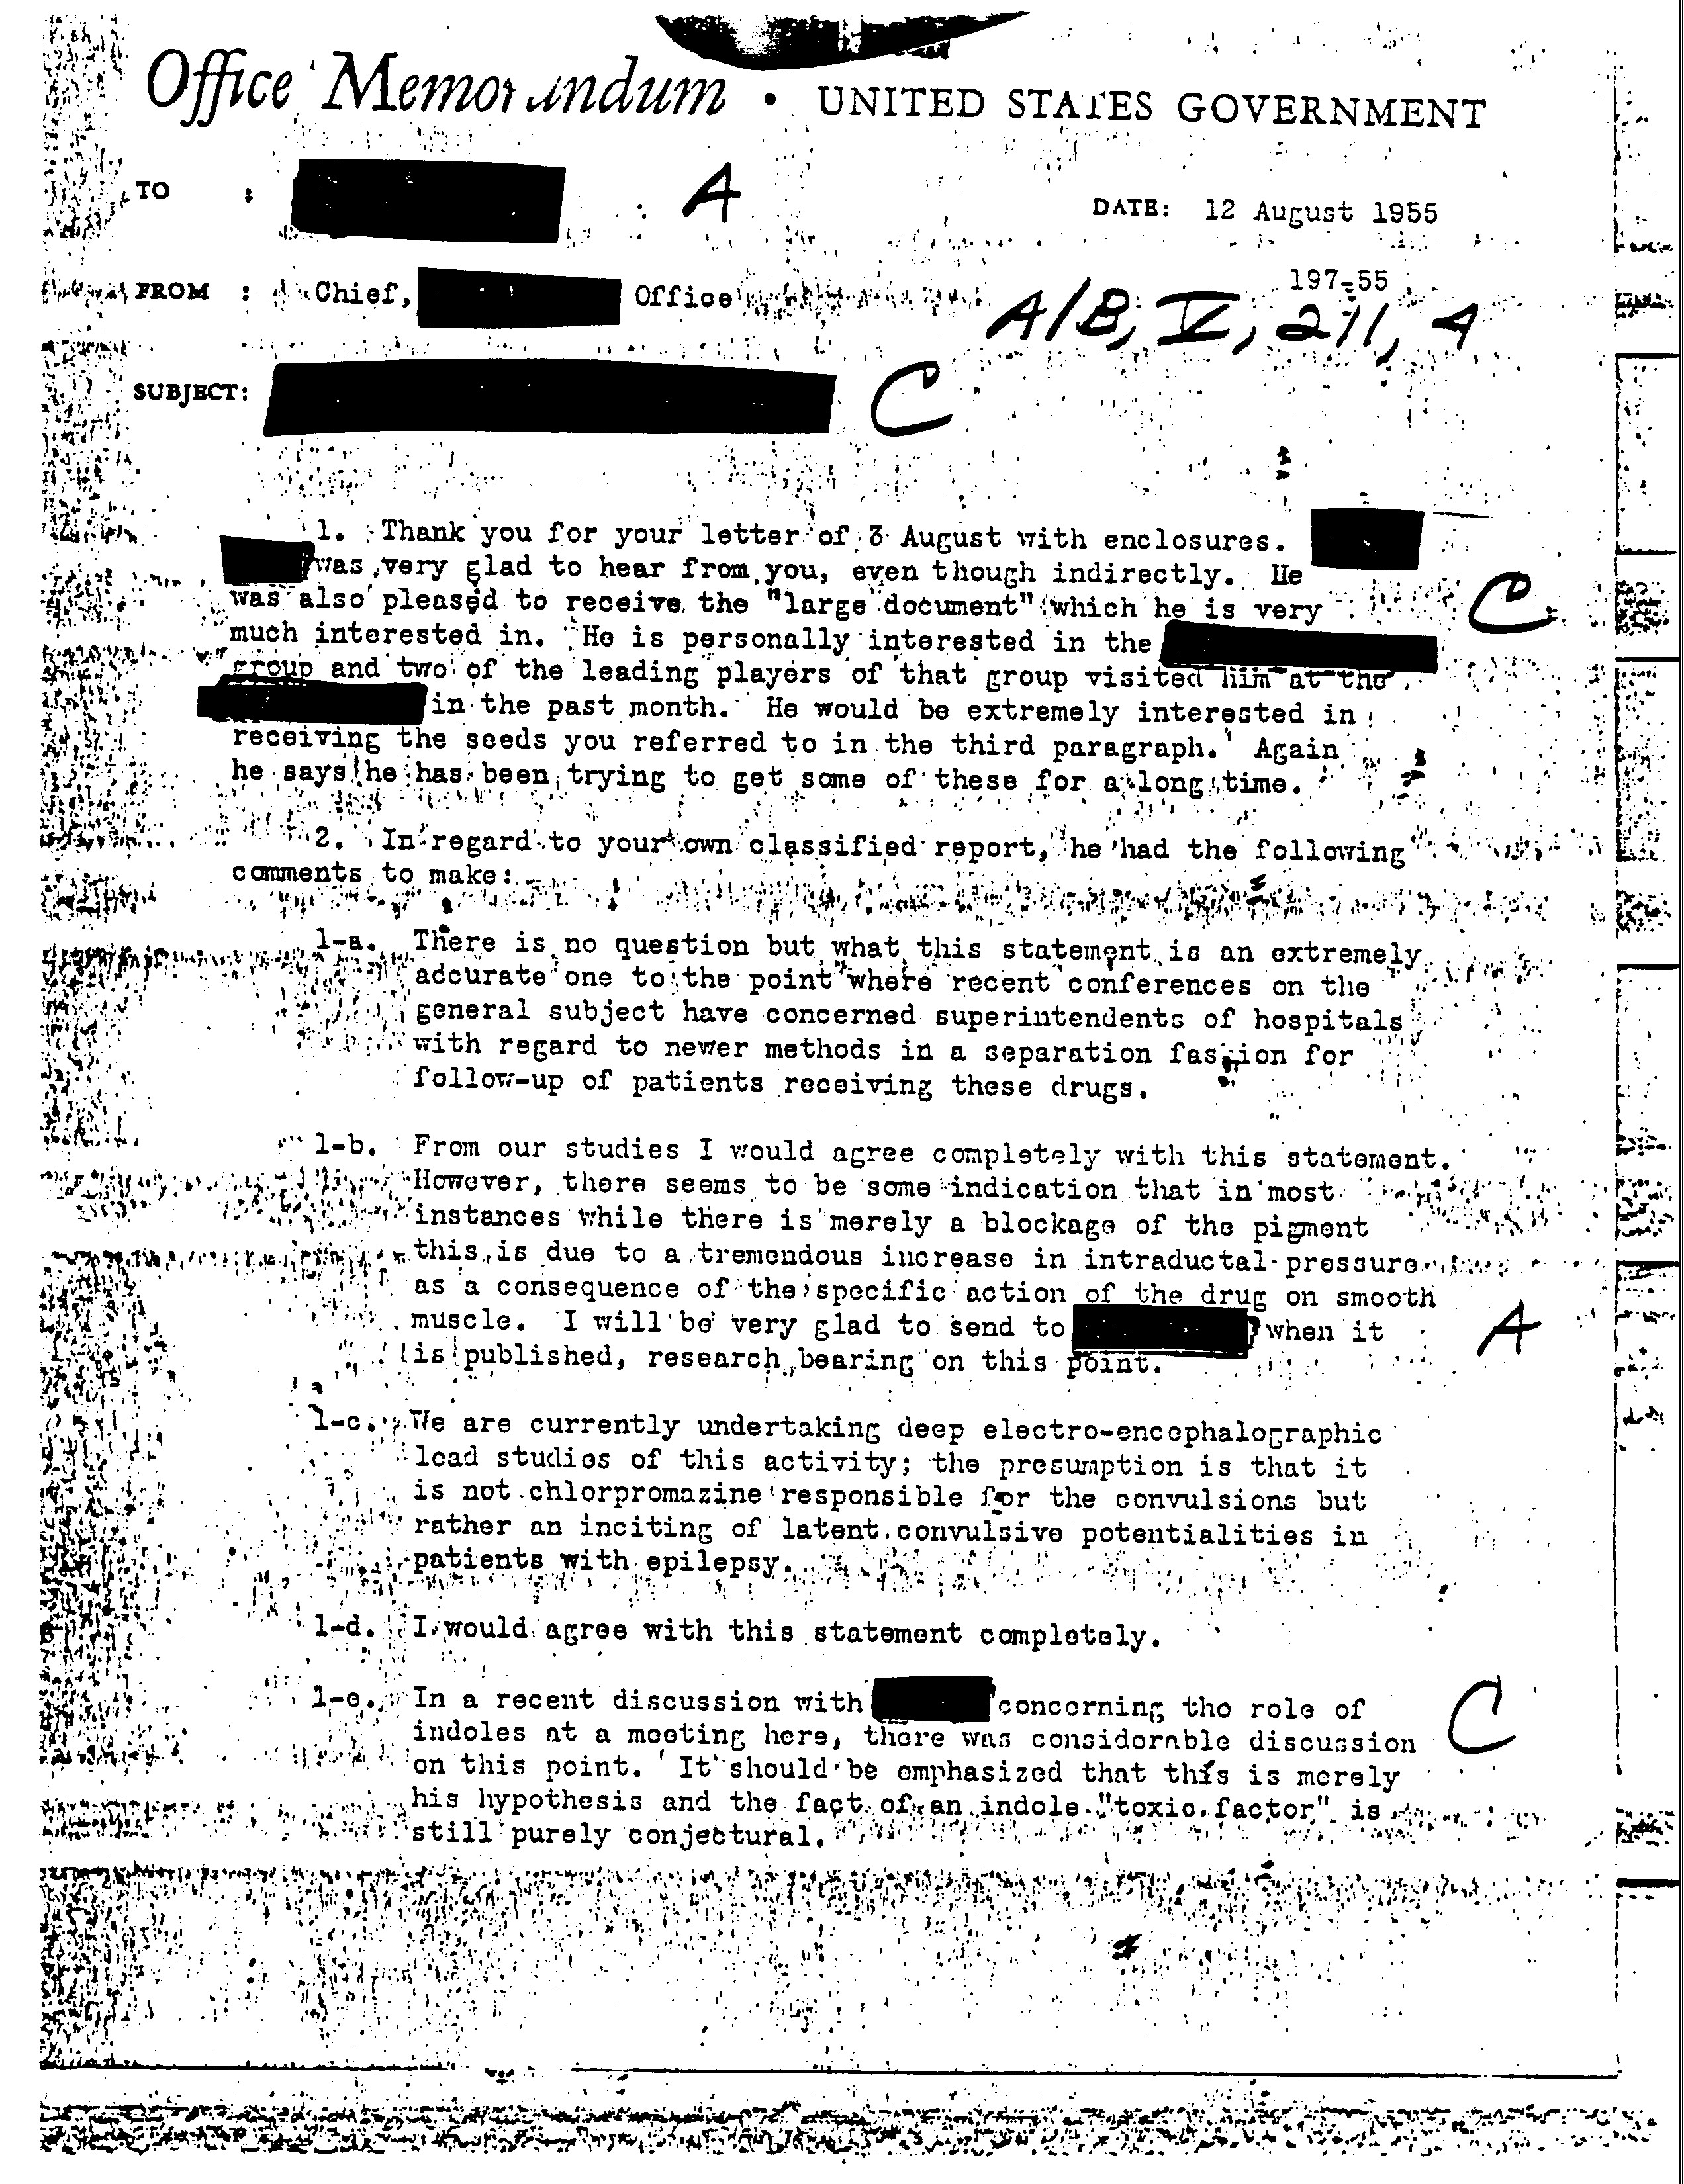 Office Memorandum • UNITED STATES GOVERNMENT
TO : A
DATE: 12 August 1955
FROM : Chief, Office
197-55
A/B, V, 211, 4
SUBJECT: C
1. Thank you for your letter of 3 August with enclosures.
was very glad to hear from you, even though indirectly. He
was also pleased to receive the "large document" which he is very
C
much interested in. He is personally interested in the
group and two of the leading players of that group visited him at the
in the past month. He would be extremely interested in
receiving the seeds you referred to in the third paragraph. Again
he says he has been trying to get some of these for a long time.
2. In regard to your own classified report, he had the following
comments to make:
1-a. There is no question but what this statement is an extremely
accurate one to the point where recent conferences on the
general subject have concerned superintendents of hospitals
with regard to newer methods in a separation fashion for
follow-up of patients receiving these drugs.
1-b. From our studies I would agree completely with this statement.
However, there seems to be some indication that in most
instances while there is merely a blockage of the pigment
this is due to a tremendous increase in intraductal pressure
as a consequence of the specific action of the drug on smooth
muscle. I will be very glad to send to when it
A
is published, research bearing on this point.
1-c. We are currently undertaking deep electro-encephalographic
lead studies of this activity; the presumption is that it
is not chlorpromazine responsible for the convulsions but
rather an inciting of latent convulsive potentialities in
patients with epilepsy.
1-d. I would agree with this statement completely.
1-e. In a recent discussion with concerning the role of
C
indoles at a meeting here, there was considerable discussion
on this point. It should be emphasized that this is merely
his hypothesis and the fact of an indole "toxic factor" is
still purely conjectural.